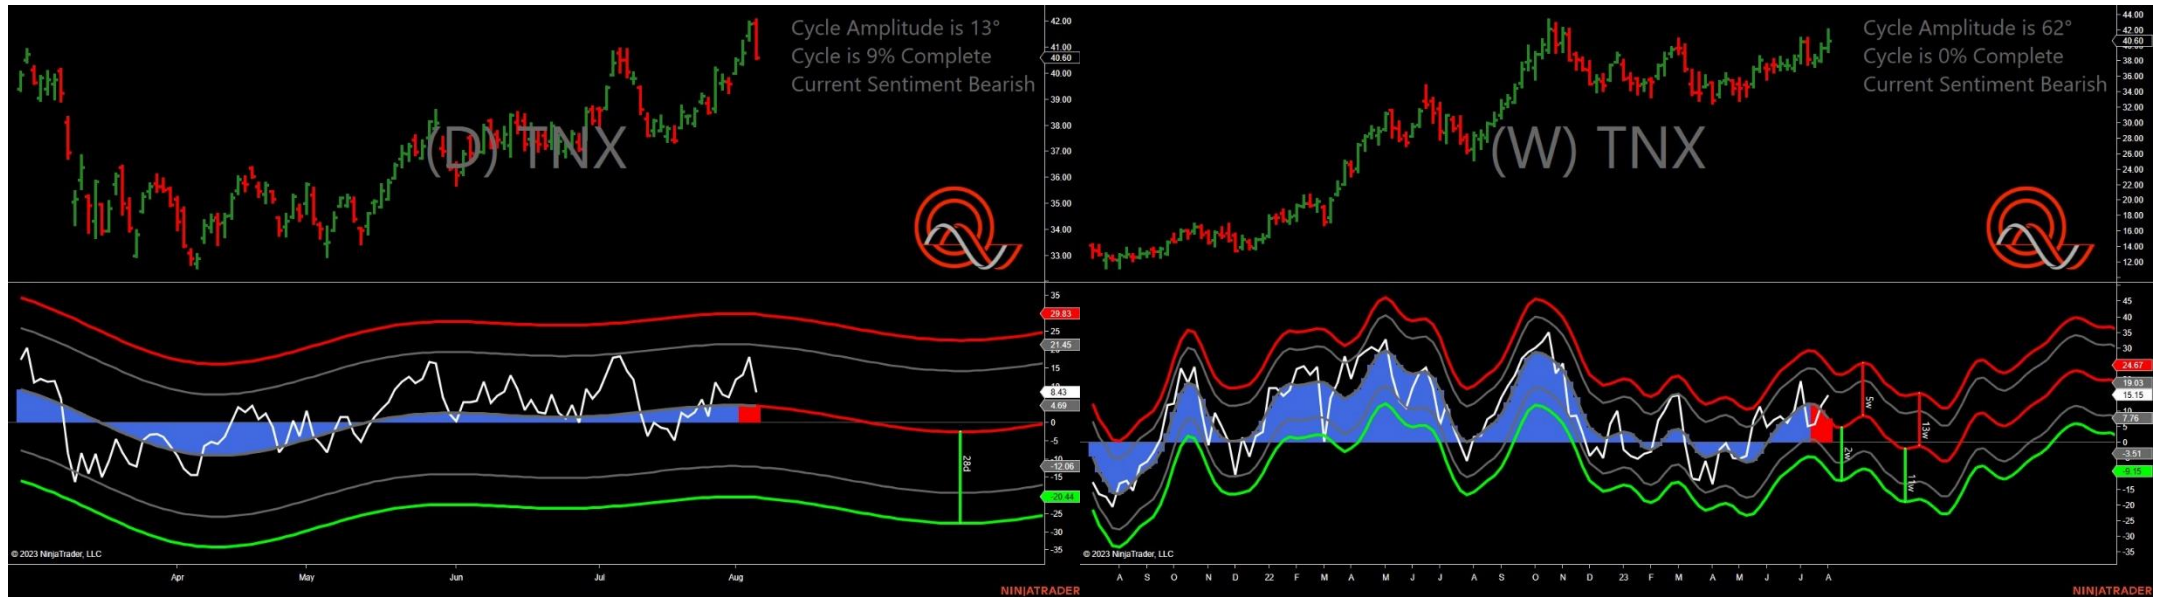 Cycle Amplitude is 13°
Cycle is 9% Complete
Current Sentiment Bearish
(D) TNX
42.00
41.00
40.60
40.00
39.00
38.00
37.00
36.00
34.00
33.00
35
29.83
25
21.45
15
8.43
4.69
0
-5
-12.06
-15
-20.44
-25
-30
-35
28d
© 2023 NinjaTrader, LLC
Apr
May
Jun
Jul
Aug
NINJATRADER
Cycle Amplitude is 62°
Cycle is 0% Complete
Current Sentiment Bearish
(W) TNX
44.00
42.00
40.60
38.00
36.00
34.00
32.00
30.00
28.00
26.00
24.00
22.00
20.00
18.00
16.00
14.00
12.00
45
40
35
30
24.67
19.03
15.15
7.76
5
0
-3.51
-9.15
-15
-20
-25
-30
-35
5w
2w
13w
11w
© 2023 NinjaTrader, LLC
A S O N D 22 F M A M J J A S O N D 23 F M A M J J A
NINJATRADER